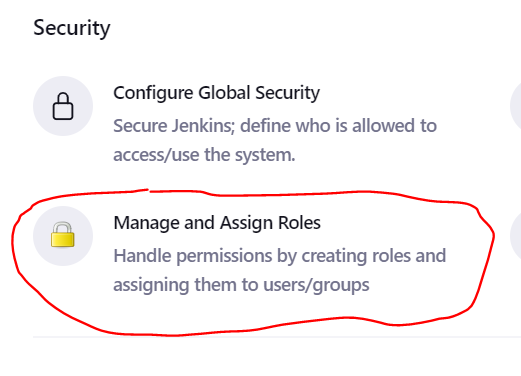 Security
Configure Global Security
Secure Jenkins; define who is allowed to
access/use the system.
Manage and Assign Roles
Handle permissions by creating roles and
assigning them to users/groups